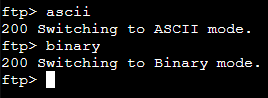 ftp> ascii
200 Switching to ASCII mode.
ftp> binary
200 Switching to Binary mode.
ftp>